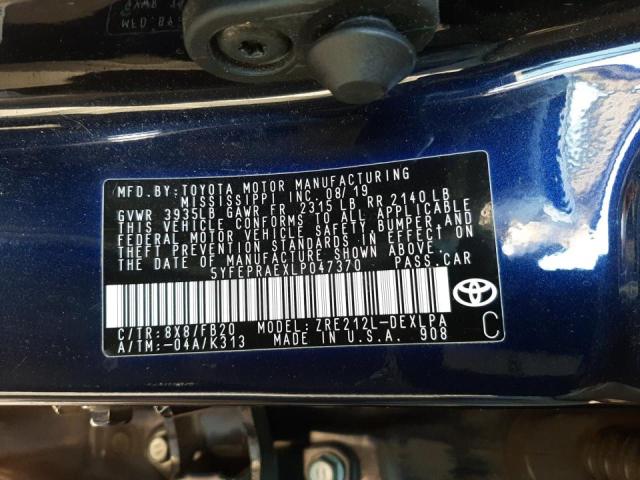 MFD.BY:TOYOTA MOTOR MANUFACTURING
MISSISSIPPI INC. 08/19
GVWR 3935LB GAWR FR 2315 LB RR 2140 LB
THIS VEHICLE CONFORMS TO ALL APPLICABLE
FEDERAL MOTOR VEHICLE SAFETY, BUMPER, AND
THEFT PREVENTION STANDARDS IN EFFECT ON
THE DATE OF MANUFACTURE SHOWN ABOVE.
5YFEPRAEXLP047370 PASS.CAR
C/TR:8X8/FB20 MODEL:ZRE212L-DEXLPA
A/TM:-04A/K313 MADE IN U.S.A. 908
C